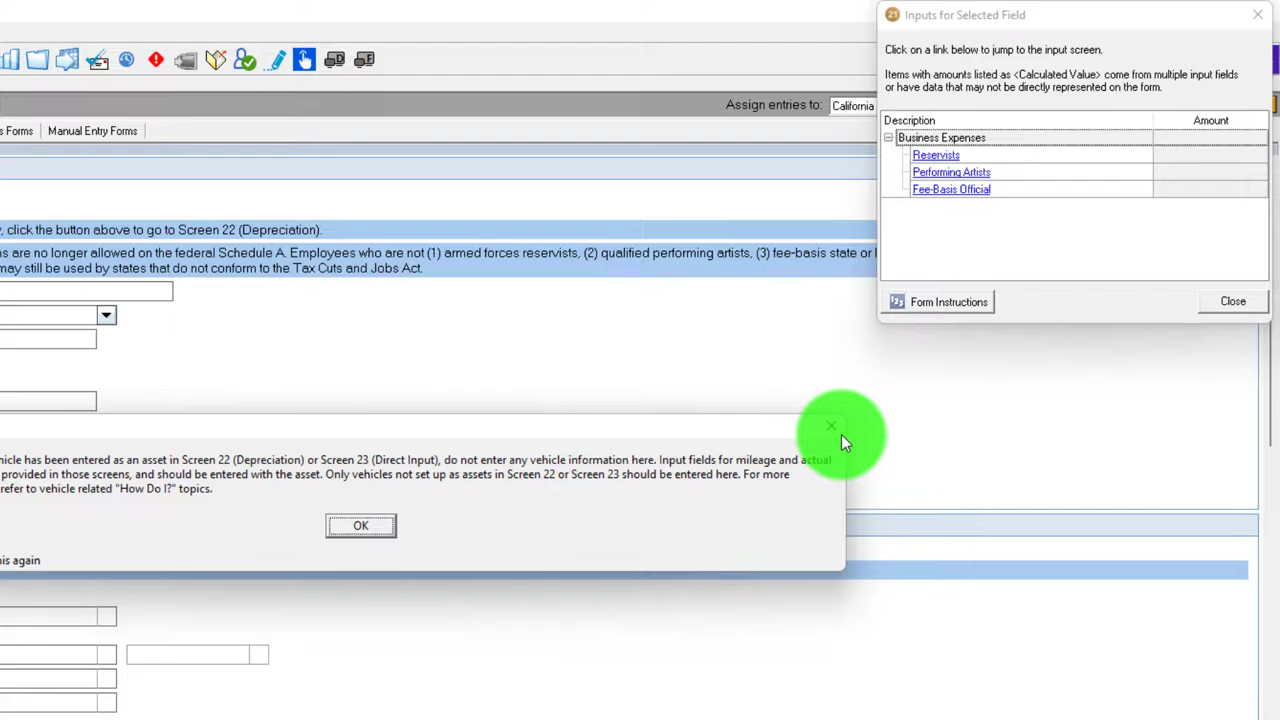 21 Inputs for Selected Field
Click on a link below to jump to the input screen.
Items with amounts listed as <Calculated Value> come from multiple input fields
or have data that may not be directly represented on the form.
Description Amount
Business Expenses
Reservists
Performing Artists
Fee-Basis Official
Form Instructions Close
D E
Assign entries to: California
s Forms Manual Entry Forms
, click the button above to go to Screen 22 (Depreciation).
ns are no longer allowed on the federal Schedule A. Employees who are not (1) armed forces reservists, (2) qualified performing artists, (3) fee-basis state or l
may still be used by states that do not conform to the Tax Cuts and Jobs Act.
hicle has been entered as an asset in Screen 22 (Depreciation) or Screen 23 (Direct Input), do not enter any vehicle information here. Input fields for mileage and actual
provided in those screens, and should be entered with the asset. Only vehicles not set up as assets in Screen 22 or Screen 23 should be entered here. For more
refer to vehicle related "How Do I?" topics.
OK
his again